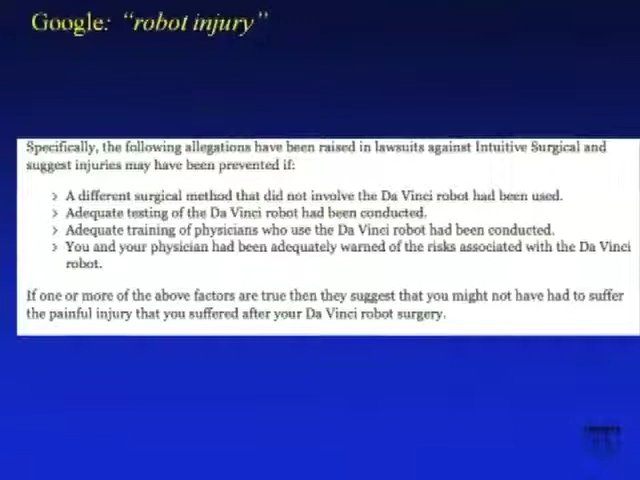 Google: “robot injury”
Specifically, the following allegations have been raised in lawsuits against Intuitive Surgical and
suggest injuries may have been prevented if:
> A different surgical method that did not involve the Da Vinci robot had been used.
> Adequate testing of the Da Vinci robot had been conducted.
> Adequate training of physicians who use the Da Vinci robot had been conducted.
> You and your physician had been adequately warned of the risks associated with the Da Vinci
robot.
If one or more of the above factors are true then they suggest that you might not have had to suffer
the painful injury that you suffered after your Da Vinci robot surgery.